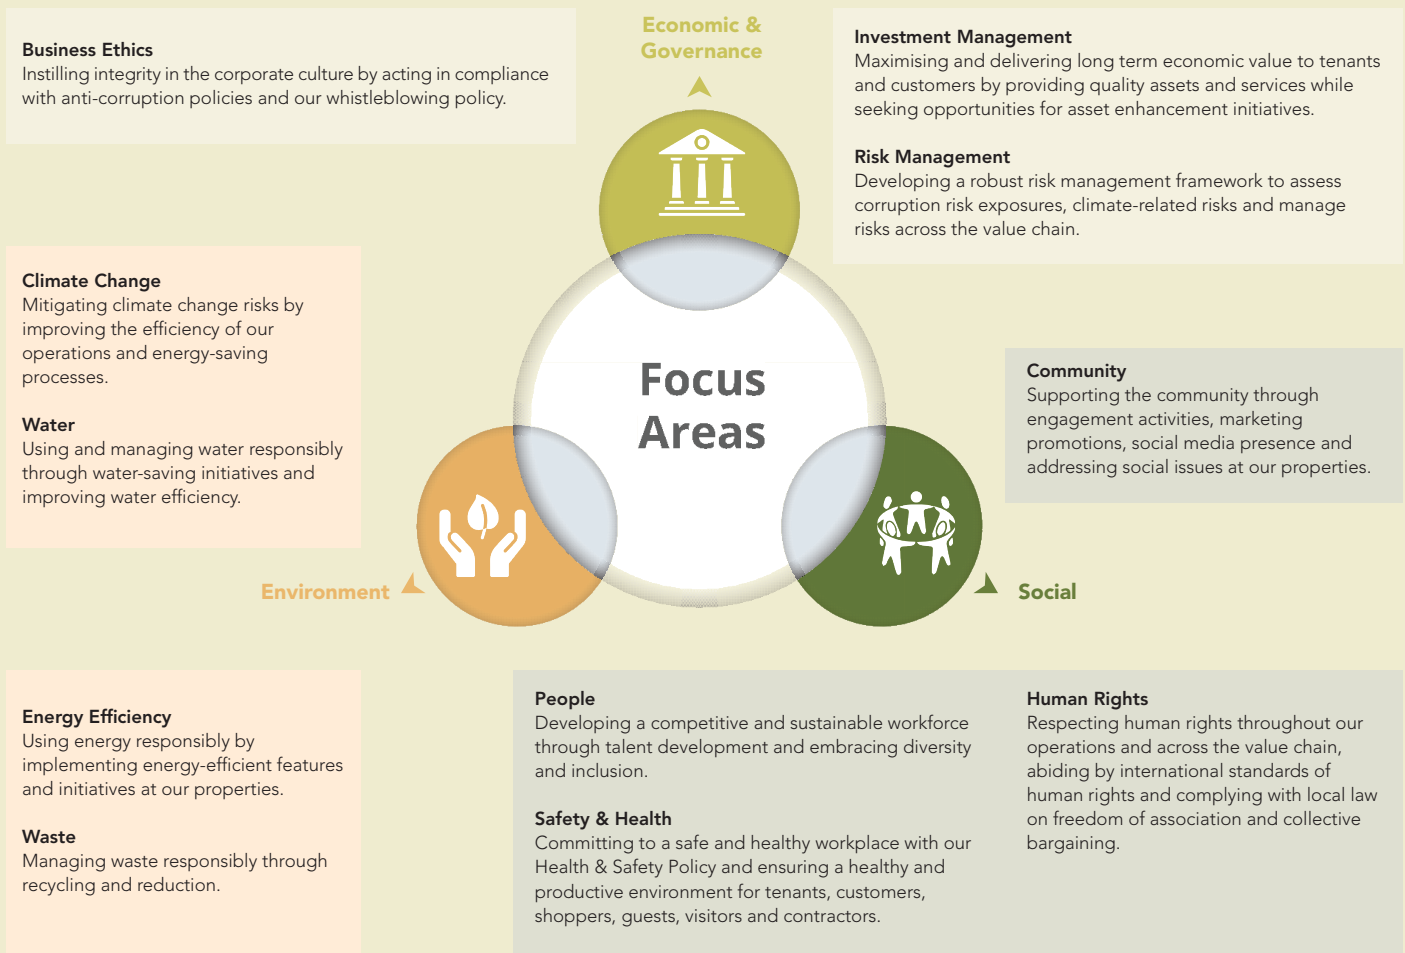 Economic &
Governance
Business Ethics
Instilling integrity in the corporate culture by acting in compliance
with anti-corruption policies and our whistleblowing policy.
Investment Management
Maximising and delivering long term economic value to tenants
and customers by providing quality assets and services while
seeking opportunities for asset enhancement initiatives.
Risk Management
Developing a robust risk management framework to assess
corruption risk exposures, climate-related risks and manage
risks across the value chain.
Climate Change
Mitigating climate change risks by
improving the efficiency of our
operations and energy-saving
processes.
Water
Using and managing water responsibly
through water-saving initiatives and
improving water efficiency.
Focus
Areas
Community
Supporting the community through
engagement activities, marketing
promotions, social media presence and
addressing social issues at our properties.
Environment
Social
Energy Efficiency
Using energy responsibly by
implementing energy-efficient features
and initiatives at our properties.
Waste
Managing waste responsibly through
recycling and reduction.
People
Developing a competitive and sustainable workforce
through talent development and embracing diversity
and inclusion.
Safety & Health
Committing to a safe and healthy workplace with our
Health & Safety Policy and ensuring a healthy and
productive environment for tenants, customers,
shoppers, guests, visitors and contractors.
Human Rights
Respecting human rights throughout our
operations and across the value chain,
abiding by international standards of
human rights and complying with local law
on freedom of association and collective
bargaining.